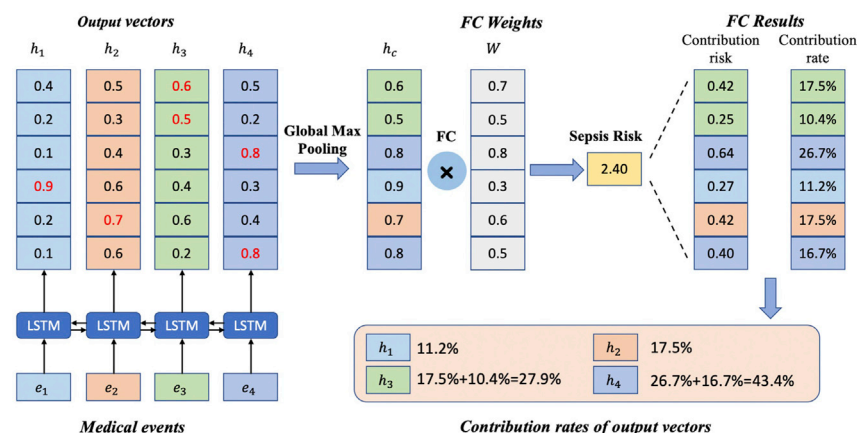 Output vectors
FC Weights
FC Results
h₁ h₂ h₃ h₄
h_c W
Contribution risk
Contribution rate
0.4 0.5 0.6 0.5 0.6 0.7 0.42 17.5%
0.2 0.3 0.5 0.2 0.5 0.5 0.25 10.4%
Global Max Pooling
FC
Sepsis Risk
0.1 0.4 0.3 0.8 0.8 0.8 2.40 0.64 26.7%
×
0.9 0.6 0.4 0.3 0.9 0.3 0.27 11.2%
0.2 0.7 0.6 0.4 0.7 0.6 0.42 17.5%
0.1 0.6 0.2 0.8 0.8 0.5 0.40 16.7%
LSTM LSTM LSTM LSTM
h₁ 11.2% h₂ 17.5%
h₃ 17.5%+10.4%=27.9% h₄ 26.7%+16.7%=43.4%
e₁ e₂ e₃ e₄
Medical events
Contribution rates of output vectors